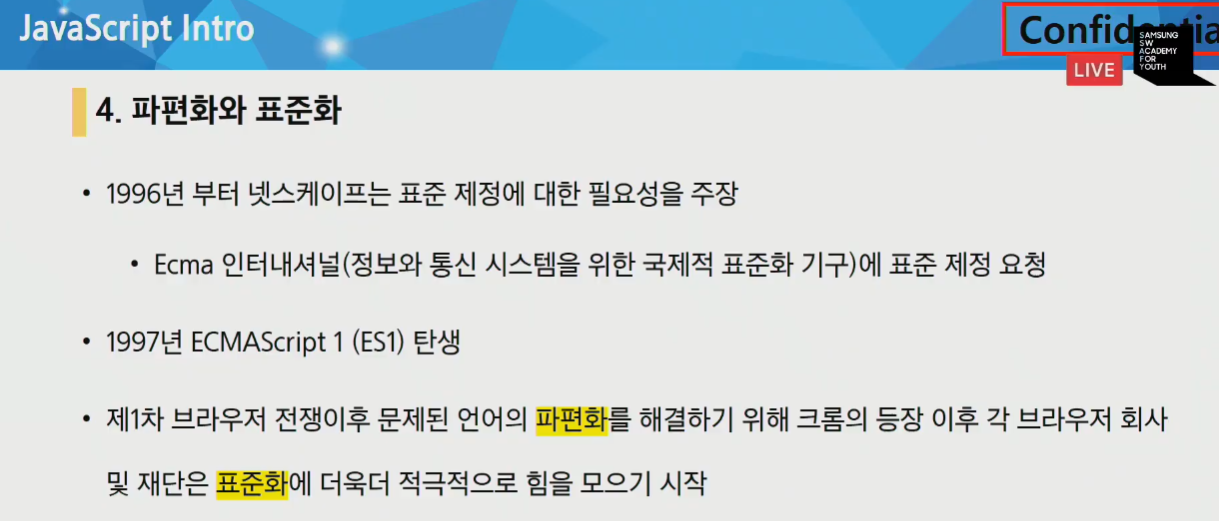 JavaScript Intro
Confidentia
SAMSUNG
SW
ACADEMY
FOR
YOUTH
LIVE
4. 파편화와 표준화
• 1996년 부터 넷스케이프는 표준 제정에 대한 필요성을 주장
• Ecma 인터내셔널(정보와 통신 시스템을 위한 국제적 표준화 기구)에 표준 제정 요청
• 1997년 ECMAScript 1 (ES1) 탄생
• 제1차 브라우저 전쟁이후 문제된 언어의 파편화를 해결하기 위해 크롬의 등장 이후 각 브라우저 회사
및 재단은 표준화에 더욱더 적극적으로 힘을 모으기 시작